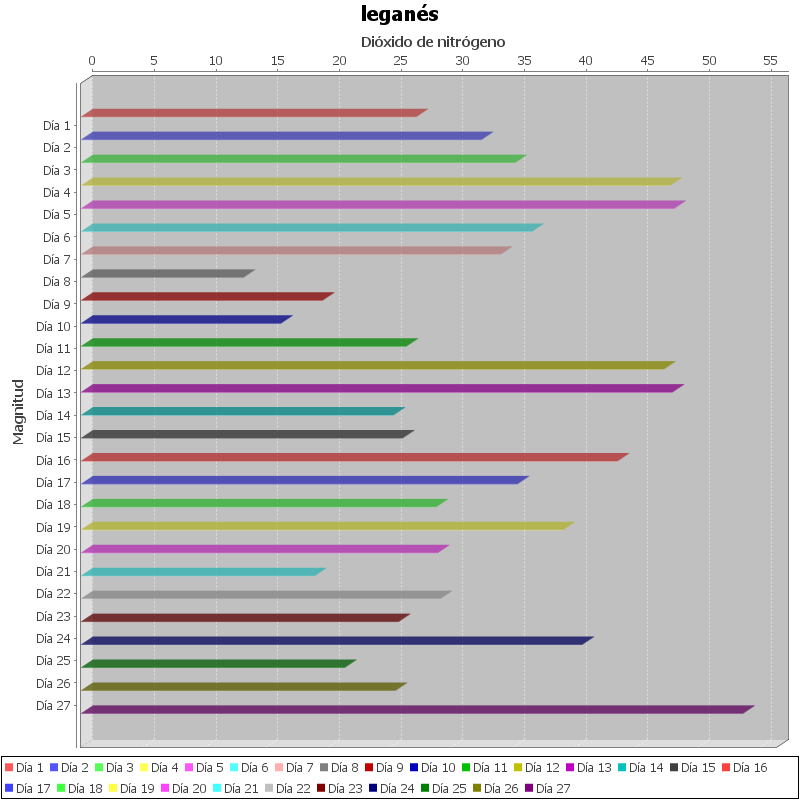 leganés
Dióxido de nitrógeno
0 5 10 15 20 25 30 35 40 45 50 55
Magnitud
Día 1
Día 2
Día 3
Día 4
Día 5
Día 6
Día 7
Día 8
Día 9
Día 10
Día 11
Día 12
Día 13
Día 14
Día 15
Día 16
Día 17
Día 18
Día 19
Día 20
Día 21
Día 22
Día 23
Día 24
Día 25
Día 26
Día 27
Día 1 Día 2 Día 3 Día 4 Día 5 Día 6 Día 7 Día 8 Día 9 Día 10 Día 11 Día 12 Día 13 Día 14 Día 15 Día 16
Día 17 Día 18 Día 19 Día 20 Día 21 Día 22 Día 23 Día 24 Día 25 Día 26 Día 27